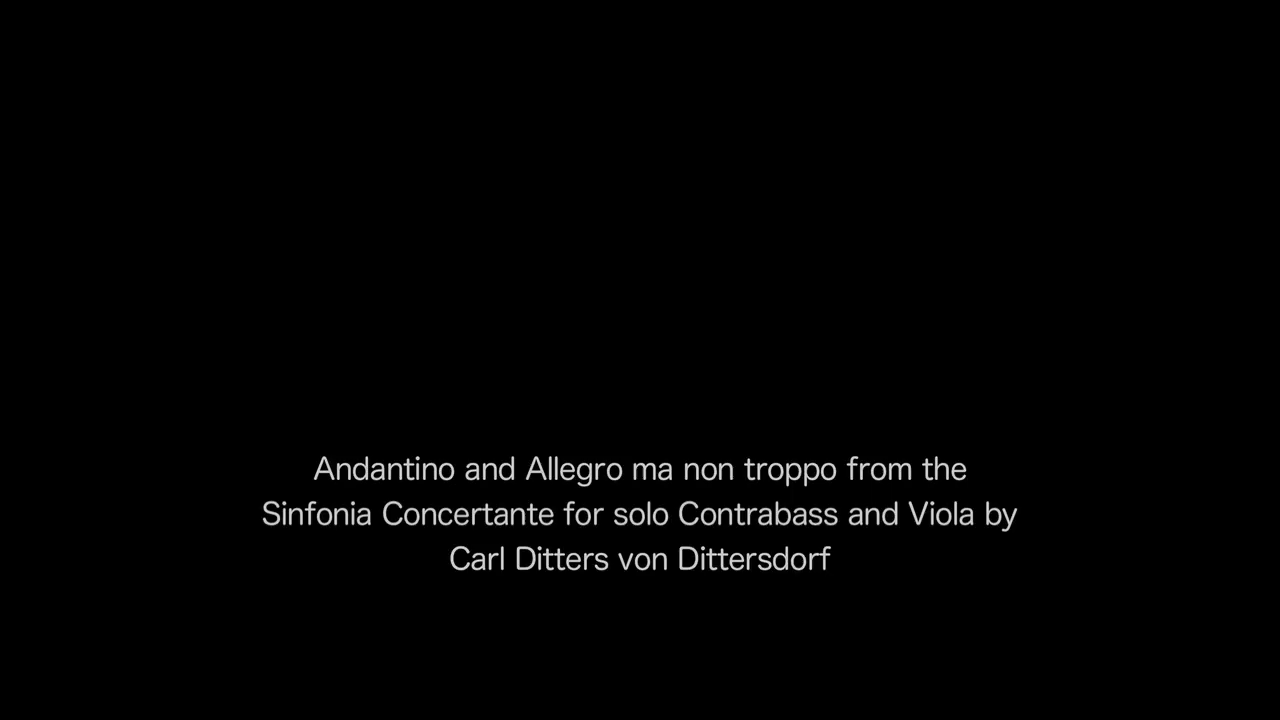 Andantino and Allegro ma non troppo from the
Sinfonia Concertante for solo Contrabass and Viola by
Carl Ditters von Dittersdorf